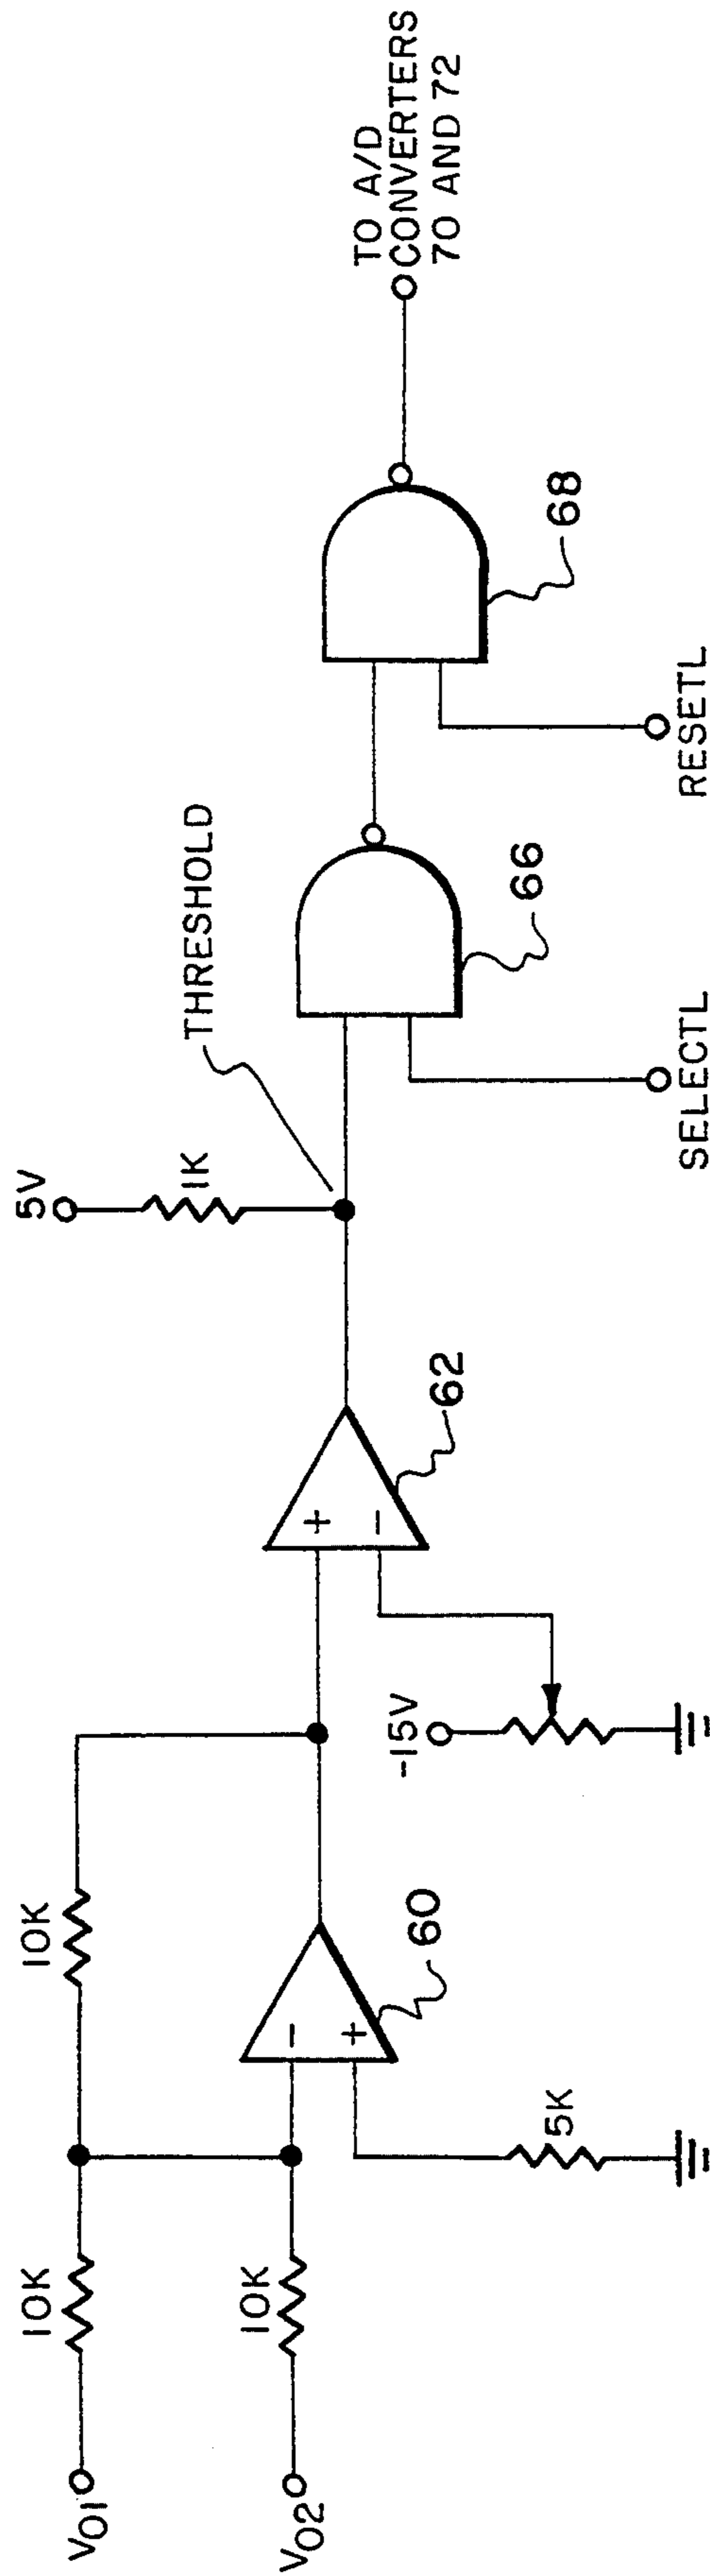 V01
V02
10K
10K
10K
5K
60
-15V
62
5V
1K
THRESHOLD
SELECTL
66
RESETL
68
TO A/D
CONVERTERS
70 AND 72